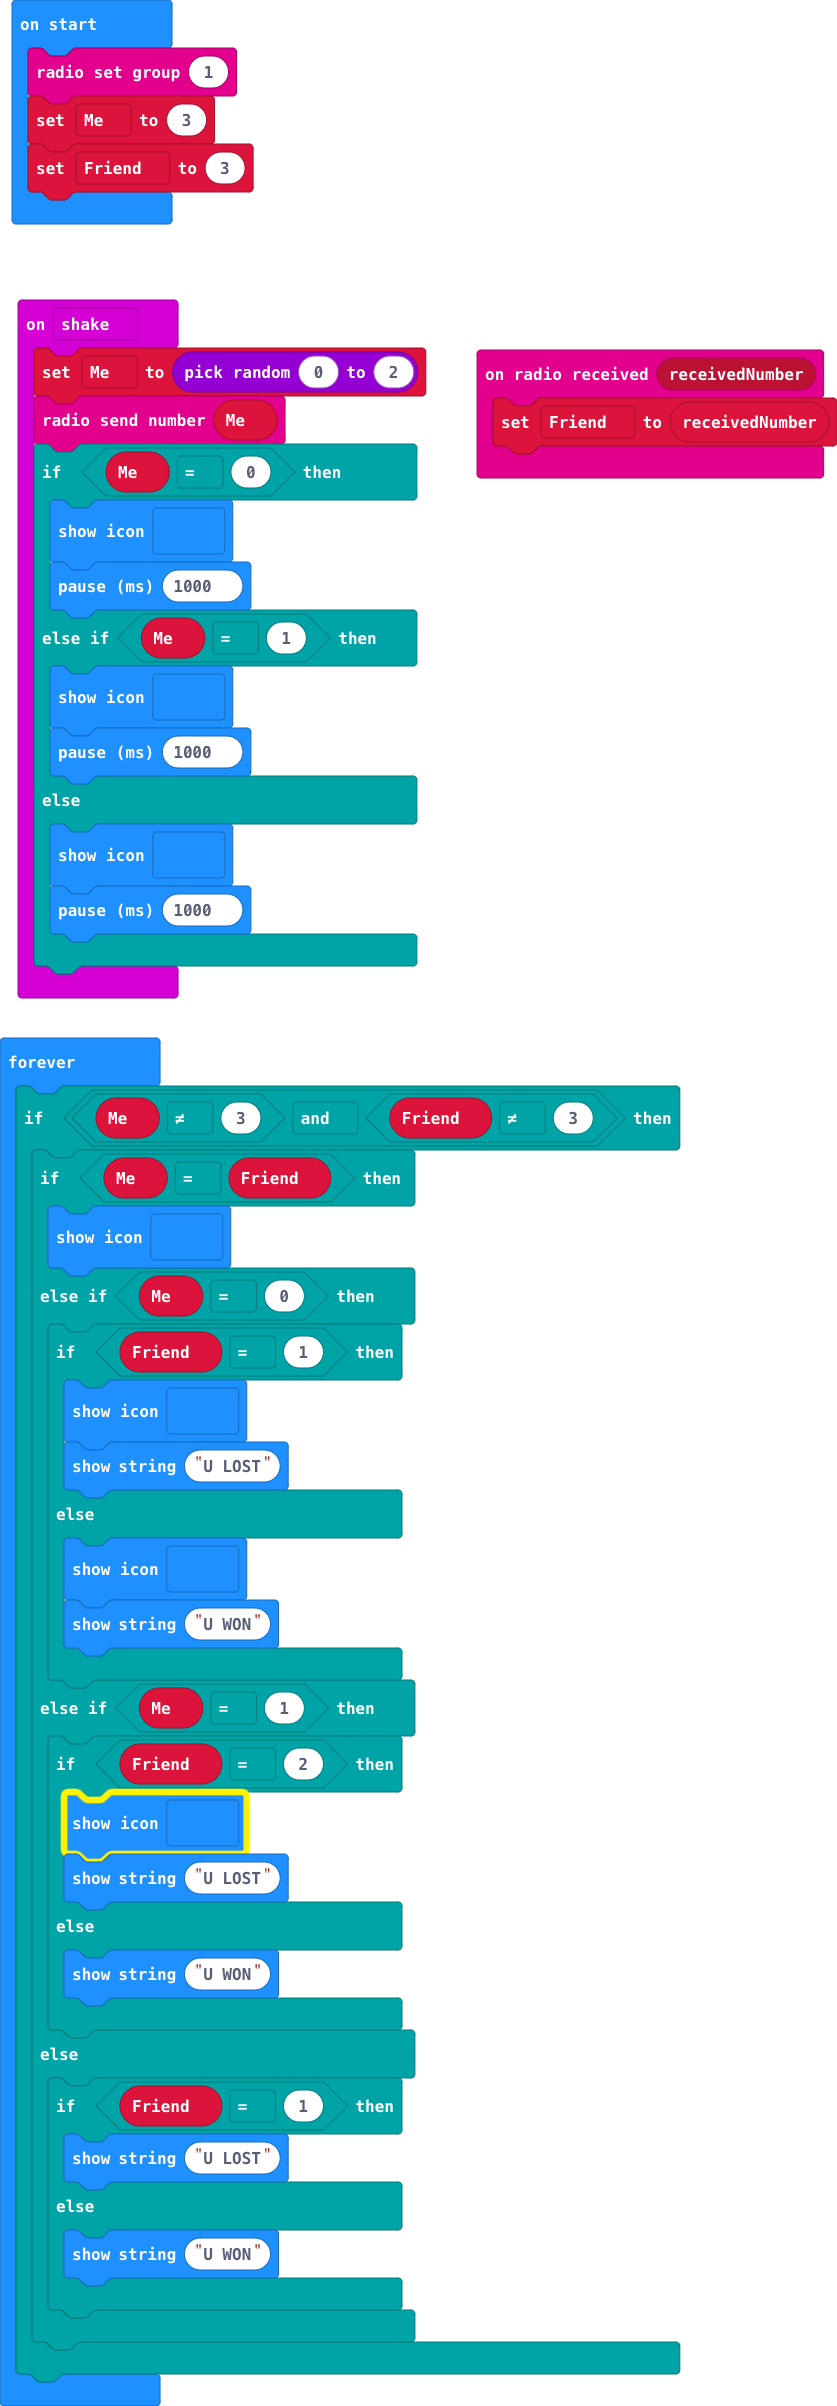 on start
radio set group 1
set Me to 3
set Friend to 3
on shake
set Me to pick random 0 to 2
radio send number Me
if Me = 0 then
show icon
pause (ms) 1000
else if Me = 1 then
show icon
pause (ms) 1000
else
show icon
pause (ms) 1000
on radio received receivedNumber
set Friend to receivedNumber
forever
if Me ≠ 3 and Friend ≠ 3 then
if Me = Friend then
show icon
else if Me = 0 then
if Friend = 1 then
show icon
show string "U LOST"
else
show icon
show string "U WON"
else if Me = 1 then
if Friend = 2 then
show icon
show string "U LOST"
else
show string "U WON"
else
if Friend = 1 then
show string "U LOST"
else
show string "U WON"